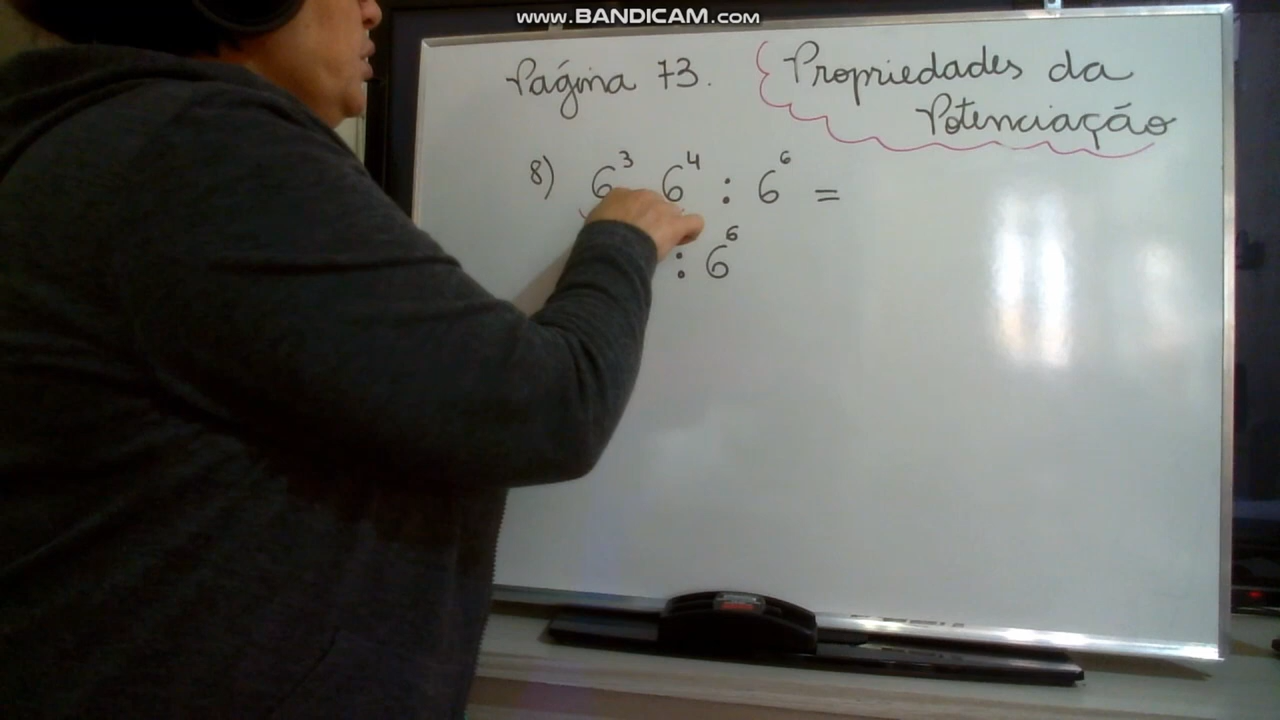 www.BANDICAM.com
Página 73.
Propriedades da
Potenciação
8) 6³ 6⁴ : 6⁶ =
: 6⁶